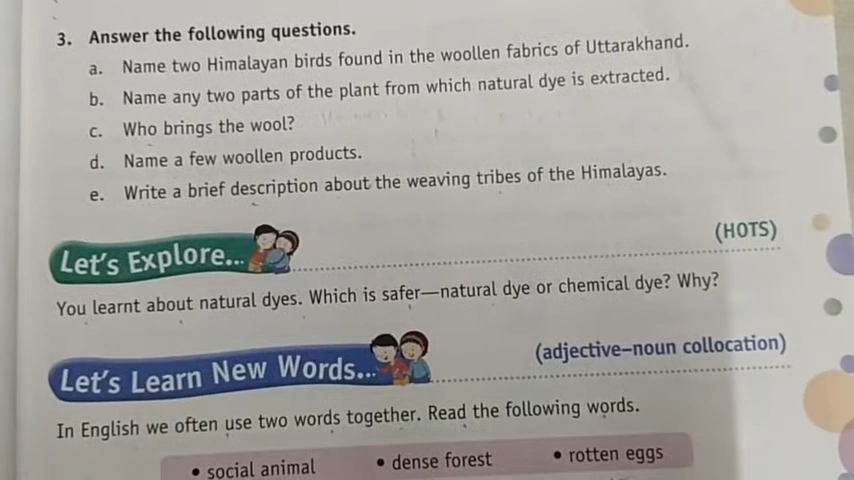 3. Answer the following questions.
a. Name two Himalayan birds found in the woollen fabrics of Uttarakhand.
b. Name any two parts of the plant from which natural dye is extracted.
c. Who brings the wool?
d. Name a few woollen products.
e. Write a brief description about the weaving tribes of the Himalayas.
Let's Explore...
(HOTS)
You learnt about natural dyes. Which is safer—natural dye or chemical dye? Why?
Let's Learn New Words...
(adjective–noun collocation)
In English we often use two words together. Read the following words.
• social animal • dense forest • rotten eggs